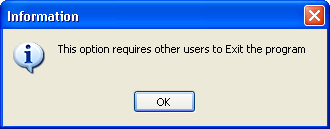 Information
This option requires other users to Exit the program
OK